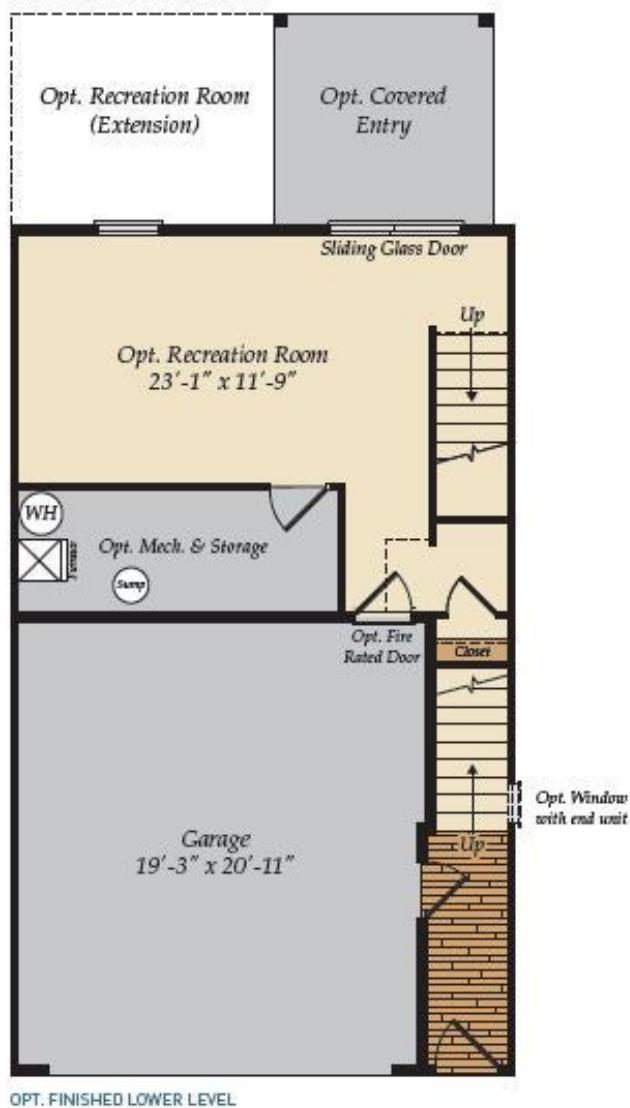 Opt. Recreation Room
(Extension)
Opt. Covered
Entry
Sliding Glass Door
Up
Opt. Recreation Room
23'-1" x 11'-9"
WH
Furnace
Opt. Mech. & Storage
Sump
Opt. Fire
Rated Door
Closet
Opt. Window
with end unit
Up
Garage
19'-3" x 20'-11"
OPT. FINISHED LOWER LEVEL